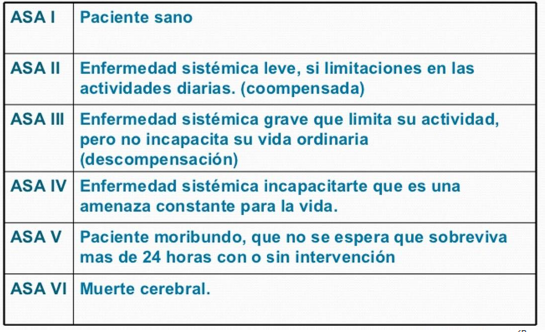 ASA I Paciente sano
ASA II Enfermedad sistémica leve, si limitaciones en las
actividades diarias. (coompensada)
ASA III Enfermedad sistémica grave que limita su actividad,
pero no incapacita su vida ordinaria
(descompensación)
ASA IV Enfermedad sistémica incapacitarte que es una
amenaza constante para la vida.
ASA V Paciente moribundo, que no se espera que sobreviva
mas de 24 horas con o sin intervención
ASA VI Muerte cerebral.